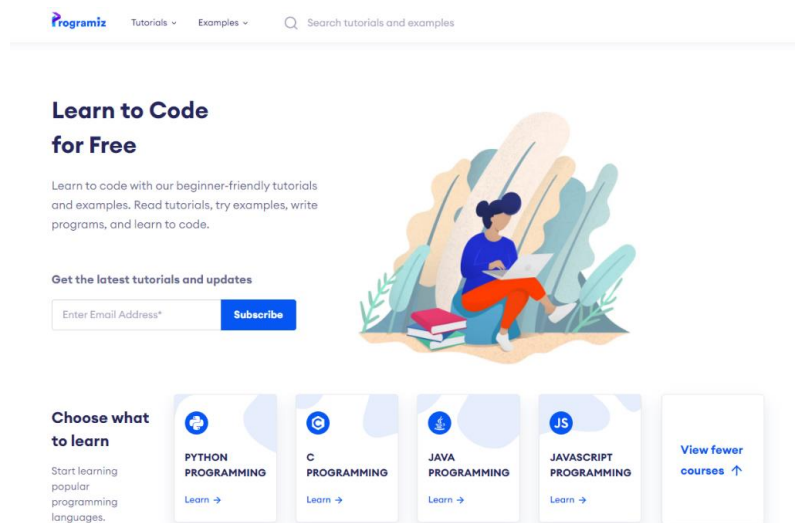 Programiz
Tutorials
Examples
Search tutorials and examples
Learn to Code
for Free
Learn to code with our beginner-friendly tutorials
and examples. Read tutorials, try examples, write
programs, and learn to code.
Get the latest tutorials and updates
Enter Email Address*
Subscribe
Choose what
to learn
Start learning
popular
programming
languages.
PYTHON
PROGRAMMING
Learn →
C
C
PROGRAMMING
Learn →
JAVA
PROGRAMMING
Learn →
JS
JAVASCRIPT
PROGRAMMING
Learn →
View fewer
courses ↑